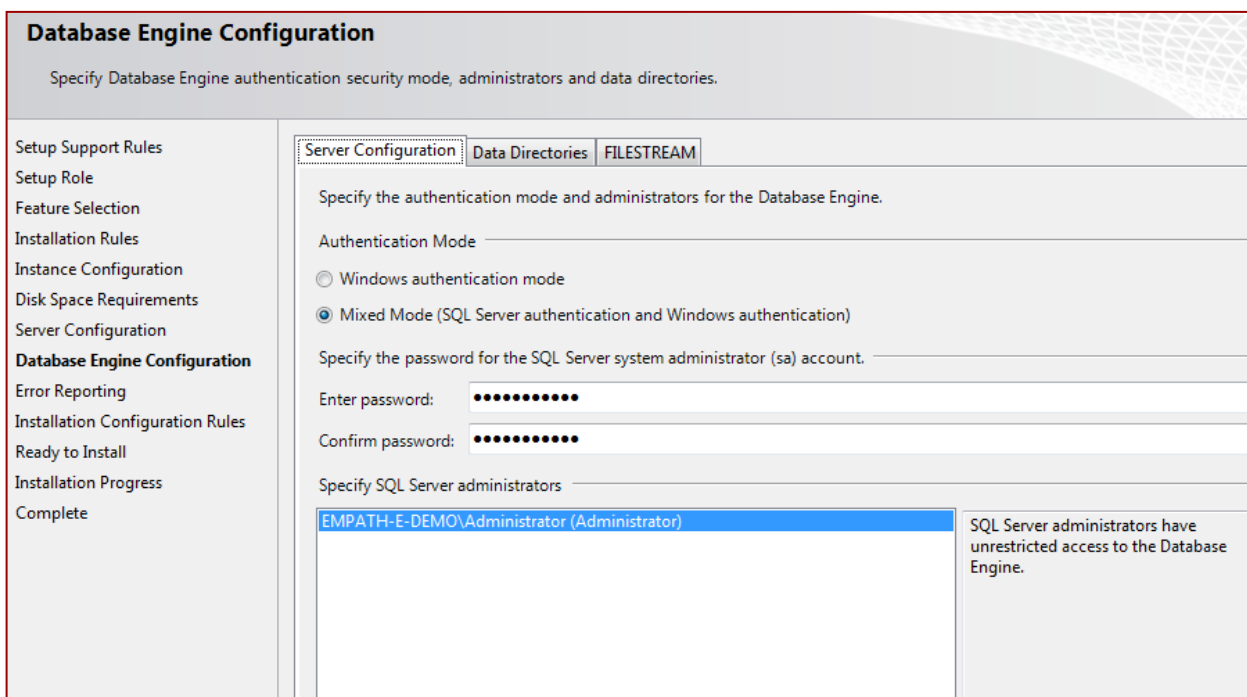 Database Engine Configuration
Specify Database Engine authentication security mode, administrators and data directories.
Setup Support Rules
Setup Role
Feature Selection
Installation Rules
Instance Configuration
Disk Space Requirements
Server Configuration
Database Engine Configuration
Error Reporting
Installation Configuration Rules
Ready to Install
Installation Progress
Complete
Server Configuration Data Directories FILESTREAM
Specify the authentication mode and administrators for the Database Engine.
Authentication Mode
Windows authentication mode
Mixed Mode (SQL Server authentication and Windows authentication)
Specify the password for the SQL Server system administrator (sa) account.
Enter password: ●●●●●●●●●●●
Confirm password: ●●●●●●●●●●●
Specify SQL Server administrators
EMPATH-E-DEMO\Administrator (Administrator)
SQL Server administrators have
unrestricted access to the Database
Engine.